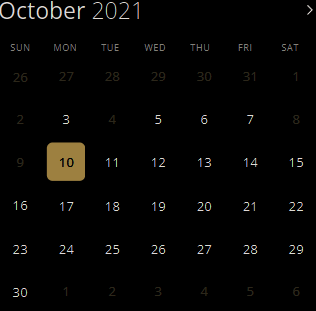 October 2021
SUN MON TUE WED THU FRI SAT
26 27 28 29 30 31 1
2 3 4 5 6 7 8
9 10 11 12 13 14 15
16 17 18 19 20 21 22
23 24 25 26 27 28 29
30 1 2 3 4 5 6